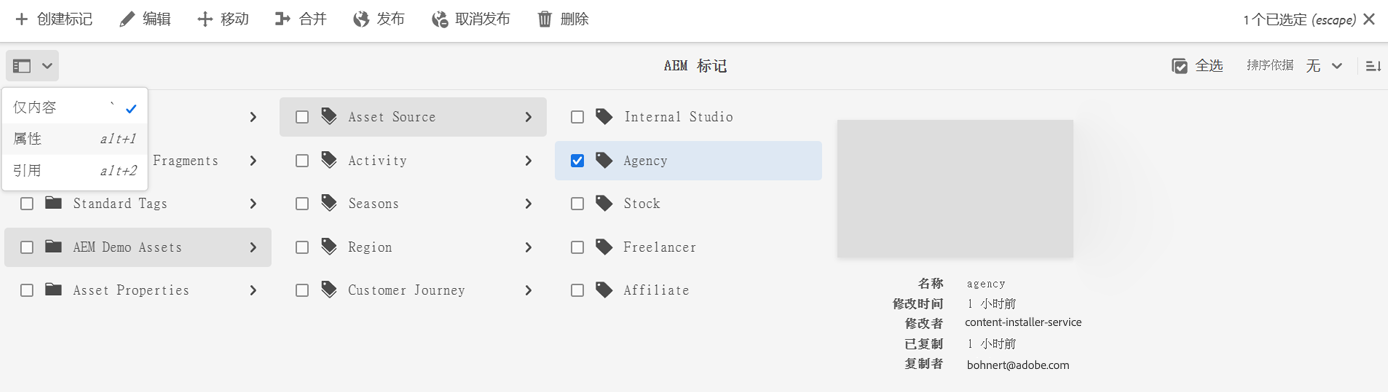 创建标记 编辑 移动 合并 发布 取消发布 删除 1 个已选定 (escape)
AEM 标记 全选 排序依据 无
仅内容 `
属性 alt+1
引用 alt+2
Fragments
Standard Tags
AEM Demo Assets
Asset Properties
Asset Source
Activity
Seasons
Region
Customer Journey
Internal Studio
Agency
Stock
Freelancer
Affiliate
名称 agency
修改时间 1 小时前
修改者 content-installer-service
已复制 1 小时前
复制者 bohnert@adobe.com